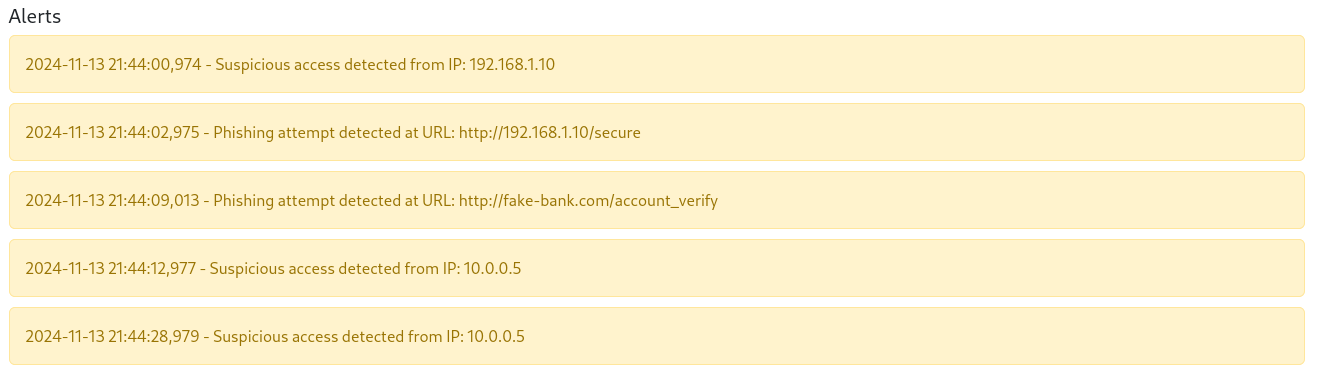 Alerts
2024-11-13 21:44:00,974 - Suspicious access detected from IP: 192.168.1.10
2024-11-13 21:44:02,975 - Phishing attempt detected at URL: http://192.168.1.10/secure
2024-11-13 21:44:09,013 - Phishing attempt detected at URL: http://fake-bank.com/account_verify
2024-11-13 21:44:12,977 - Suspicious access detected from IP: 10.0.0.5
2024-11-13 21:44:28,979 - Suspicious access detected from IP: 10.0.0.5